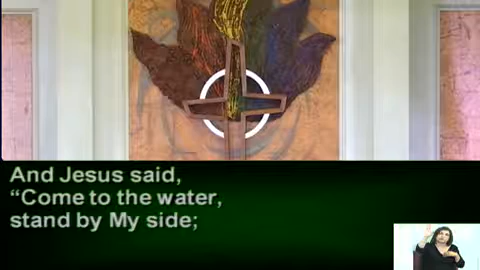 And Jesus said,
“Come to the water,
stand by My side;